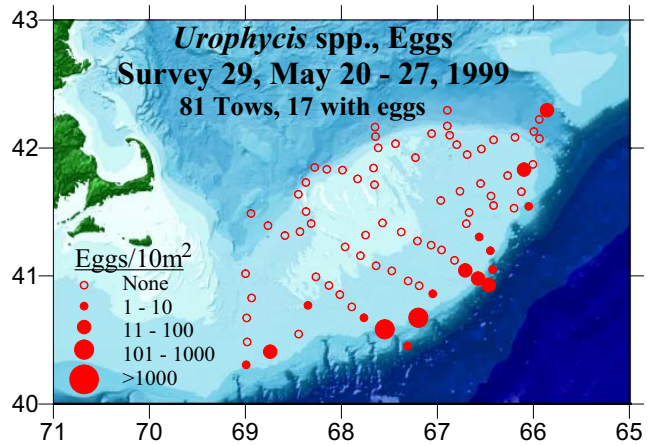 43
42
41
40
Urophycis spp., Eggs
Survey 29, May 20 - 27, 1999
81 Tows, 17 with eggs
Eggs/10m²
None
1 - 10
11 - 100
101 - 1000
>1000
71 70 69 68 67 66 65